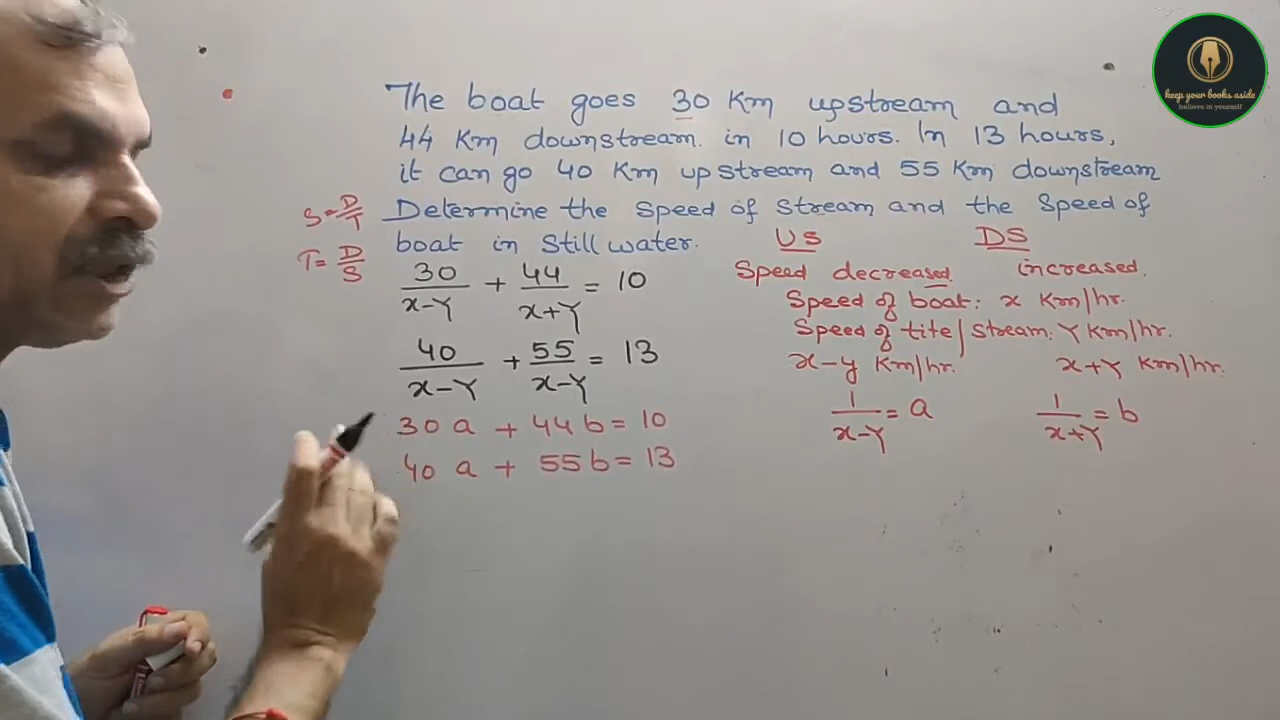 The boat goes 30 Km upstream and
44 Km downstream. in 10 hours. In 13 hours,
it can go 40 Km upstream and 55 Km downstream
Determine the Speed of Stream and the Speed of
boat in Still water.
S=D/T
T=D/S
30/(x-Y) + 44/(x+Y) = 10
40/(x-Y) + 55/(x-Y) = 13
30 a + 44 b = 10
40 a + 55 b = 13
US DS
Speed decreased. increased.
Speed of boat: x Km/hr.
Speed of tite/Stream: Y Km/hr.
x-y Km/hr. x+Y Km/hr.
1/(x-Y) = a 1/(x+Y) = b
keep your books aside
believe in yourself